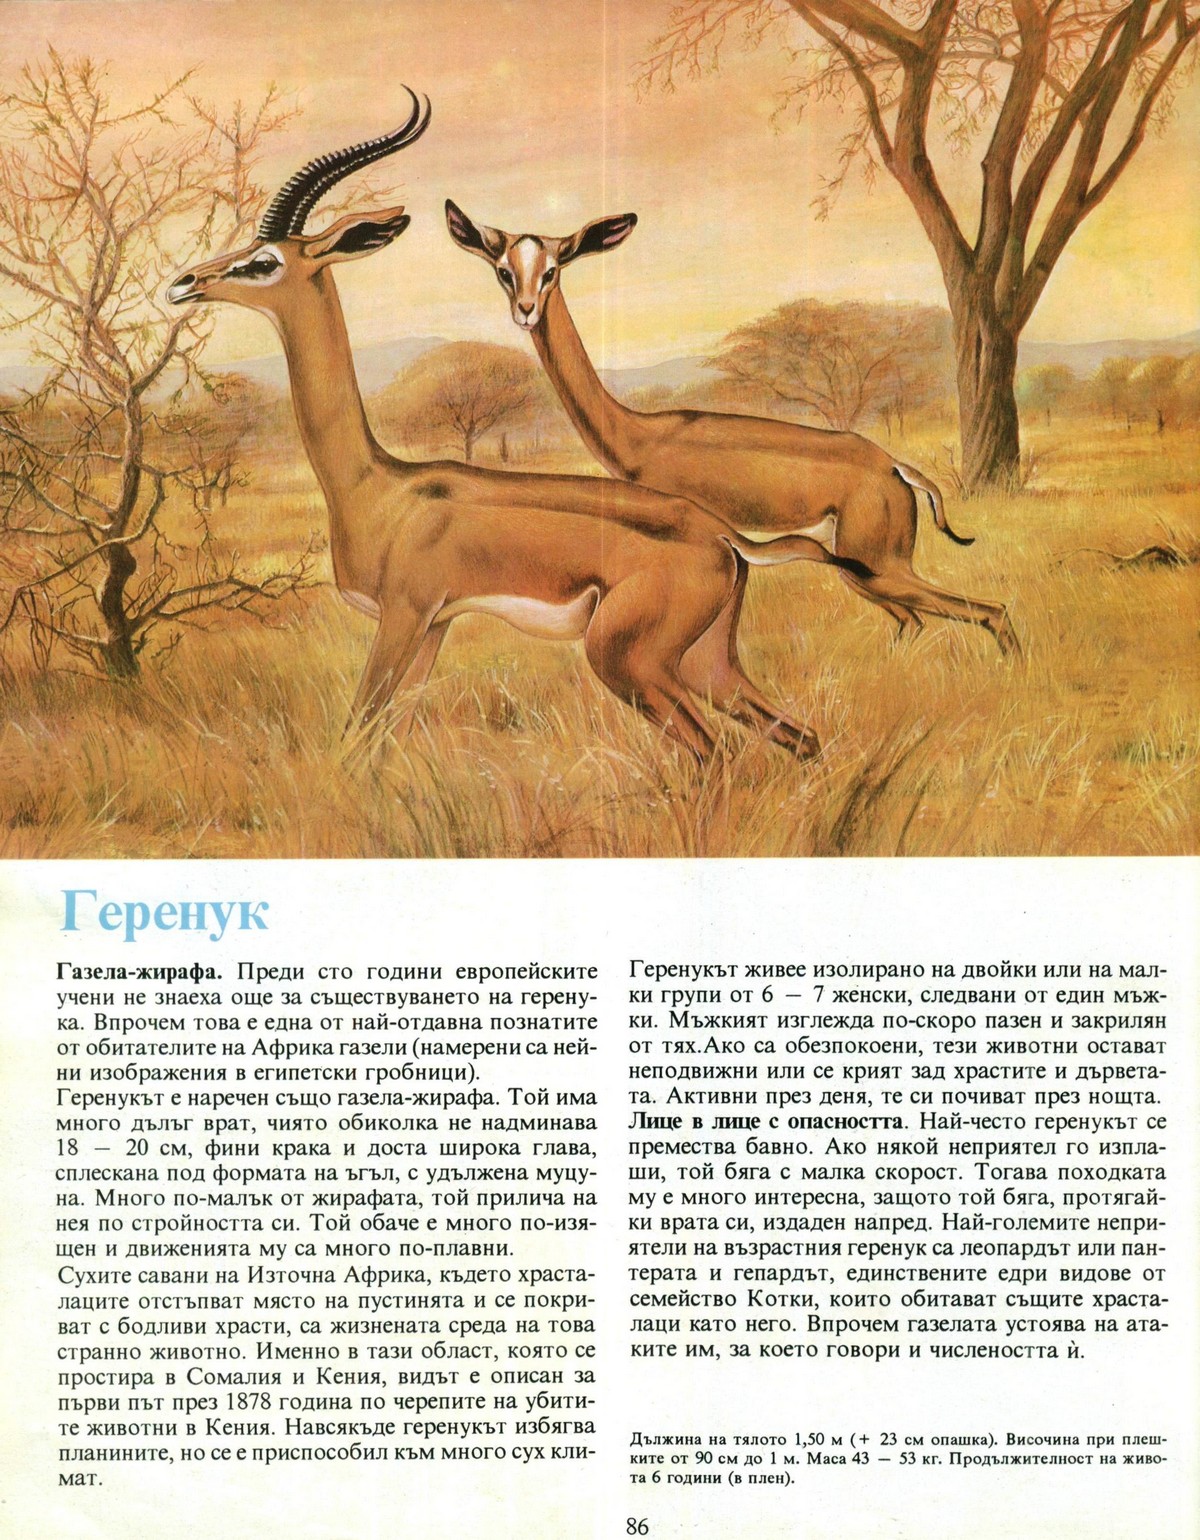 Геренук
Газела-жирафа. Преди сто години европейските
учени не знаеха още за съществуването на герену-
ка. Впрочем това е една от най-отдавна познатите
от обитателите на Африка газели (намерени са ней-
ни изображения в египетски гробници).
Геренукът е наречен също газела-жирафа. Той има
много дълъг врат, чиято обиколка не надминава
18 — 20 см, фини крака и доста широка глава,
сплескана под формата на ъгъл, с удължена муцу-
на. Много по-малък от жирафата, той прилича на
нея по стройността си. Той обаче е много по-изя-
щен и движенията му са много по-плавни.
Сухите савани на Източна Африка, където храста-
лаците отстъпват място на пустинята и се покри-
ват с бодливи храсти, са жизнената среда на това
странно животно. Именно в тази област, която се
простира в Сомалия и Кения, видът е описан за
първи път през 1878 година по черепите на убити-
те животни в Кения. Навсякъде геренукът избягва
планините, но се е приспособил към много сух кли-
мат.
Геренукът живее изолирано на двойки или на мал-
ки групи от 6 — 7 женски, следвани от един мъж-
ки. Мъжкият изглежда по-скоро пазен и закрилян
от тях.Ако са обезпокоени, тези животни остават
неподвижни или се крият зад храстите и дървета-
та. Активни през деня, те си почиват през нощта.
Лице в лице с опасността. Най-често геренукът се
премества бавно. Ако някой неприятел го изпла-
ши, той бяга с малка скорост. Тогава походката
му е много интересна, защото той бяга, протягай-
ки врата си, издаден напред. Най-големите непри-
ятели на възрастния геренук са леопардът или пан-
терата и гепардът, единствените едри видове от
семейство Котки, които обитават същите храста-
лаци като него. Впрочем газелата устоява на ата-
ките им, за което говори и числеността ѝ.
Дължина на тялото 1,50 м (+ 23 см опашка). Височина при плеш-
ките от 90 см до 1 м. Маса 43 — 53 кг. Продължителност на живо-
та 6 години (в плен).
86